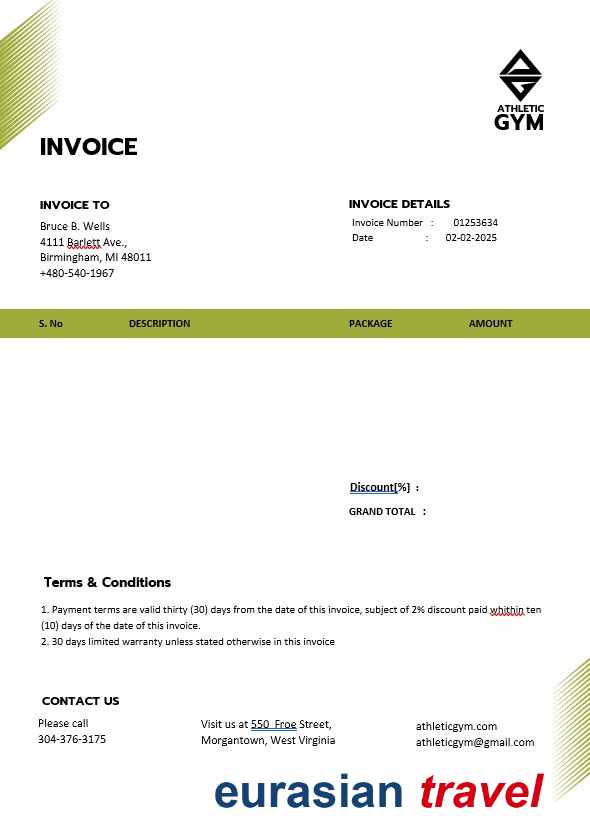 ATHLETIC
GYM
INVOICE
INVOICE TO
Bruce B. Wells
4111 Barlett Ave.,
Birmingham, MI 48011
+480-540-1967
INVOICE DETAILS
Invoice Number : 01253634
Date : 02-02-2025
S. No DESCRIPTION PACKAGE AMOUNT
Discount[%] :
GRAND TOTAL :
Terms & Conditions
1. Payment terms are valid thirty (30) days from the date of this invoice, subject of 2% discount paid whithin ten
(10) days of the date of this invoice.
2. 30 days limited warranty unless stated otherwise in this invoice
CONTACT US
Please call
304-376-3175
Visit us at 550 Froe Street,
Morgantown, West Virginia
athleticgym.com
athleticgym@gmail.com
eurasian travel